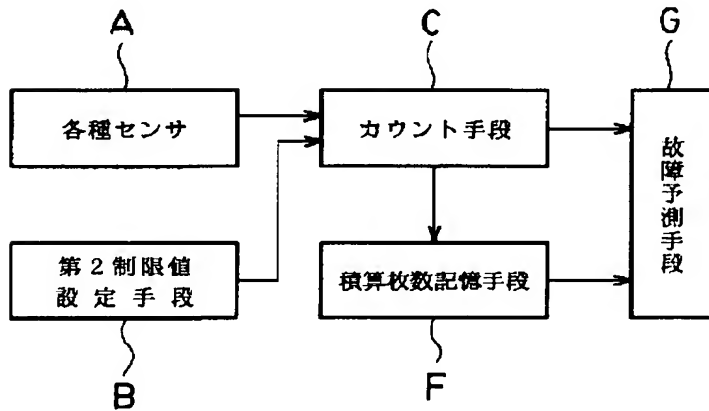 A
C
G
各種センサ
カウント手段
故障予測手段
第2制限値
設定手段
積算枚数記憶手段
B
F